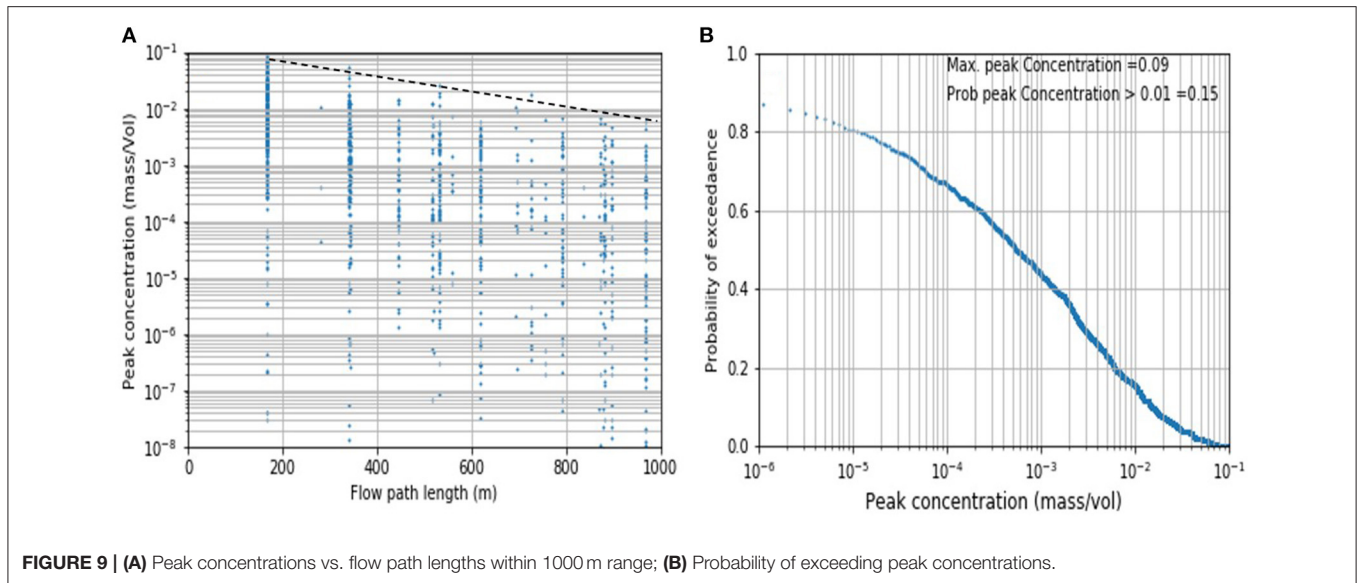 A
Peak concentration (mass/Vol)
10^-1
10^-2
10^-3
10^-4
10^-5
10^-6
10^-7
10^-8
0 200 400 600 800 1000
Flow path length (m)
B
Probability of exceedaence
1.0
0.8
0.6
0.4
0.2
0.0
Max. peak Concentration =0.09
Prob peak Concentration > 0.01 =0.15
10^-6 10^-5 10^-4 10^-3 10^-2 10^-1
Peak concentration (mass/vol)
FIGURE 9 | (A) Peak concentrations vs. flow path lengths within 1000 m range; (B) Probability of exceeding peak concentrations.